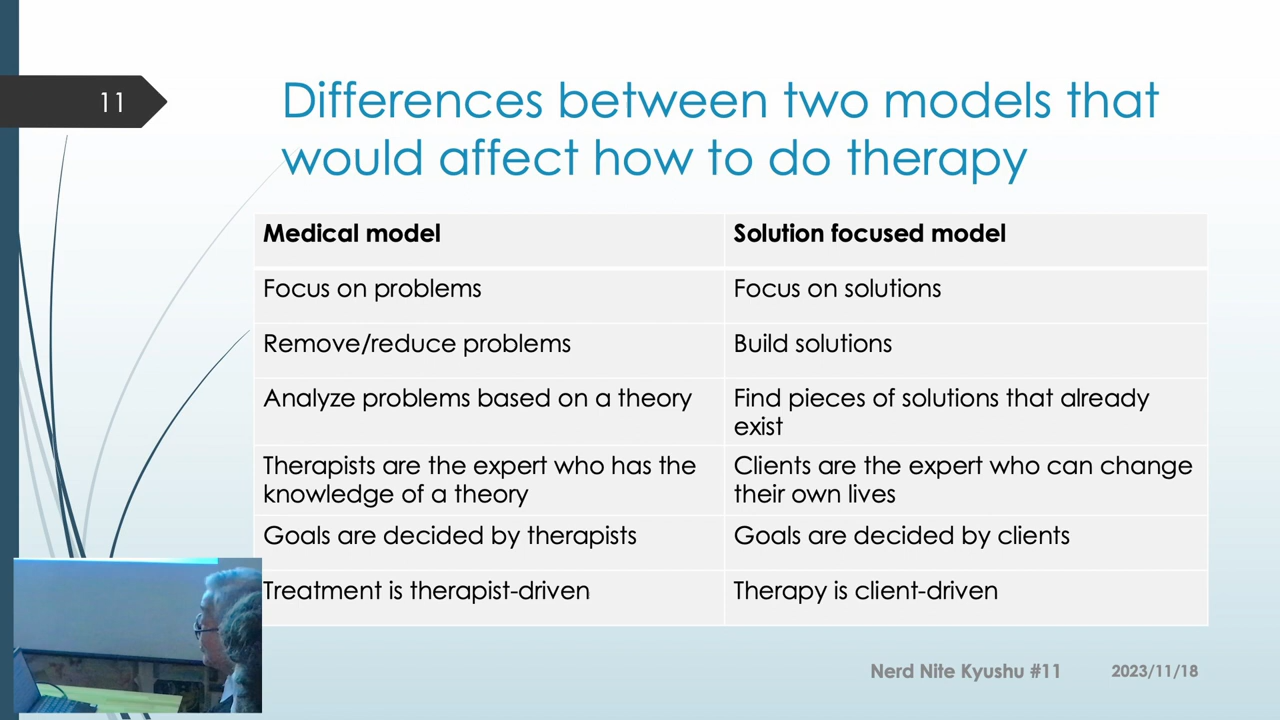 11
Differences between two models that
would affect how to do therapy
Medical model
Solution focused model
Focus on problems
Focus on solutions
Remove/reduce problems
Build solutions
Analyze problems based on a theory
Find pieces of solutions that already
exist
Therapists are the expert who has the
knowledge of a theory
Clients are the expert who can change
their own lives
Goals are decided by therapists
Goals are decided by clients
Treatment is therapist-driven
Therapy is client-driven
Nerd Nite Kyushu #11
2023/11/18